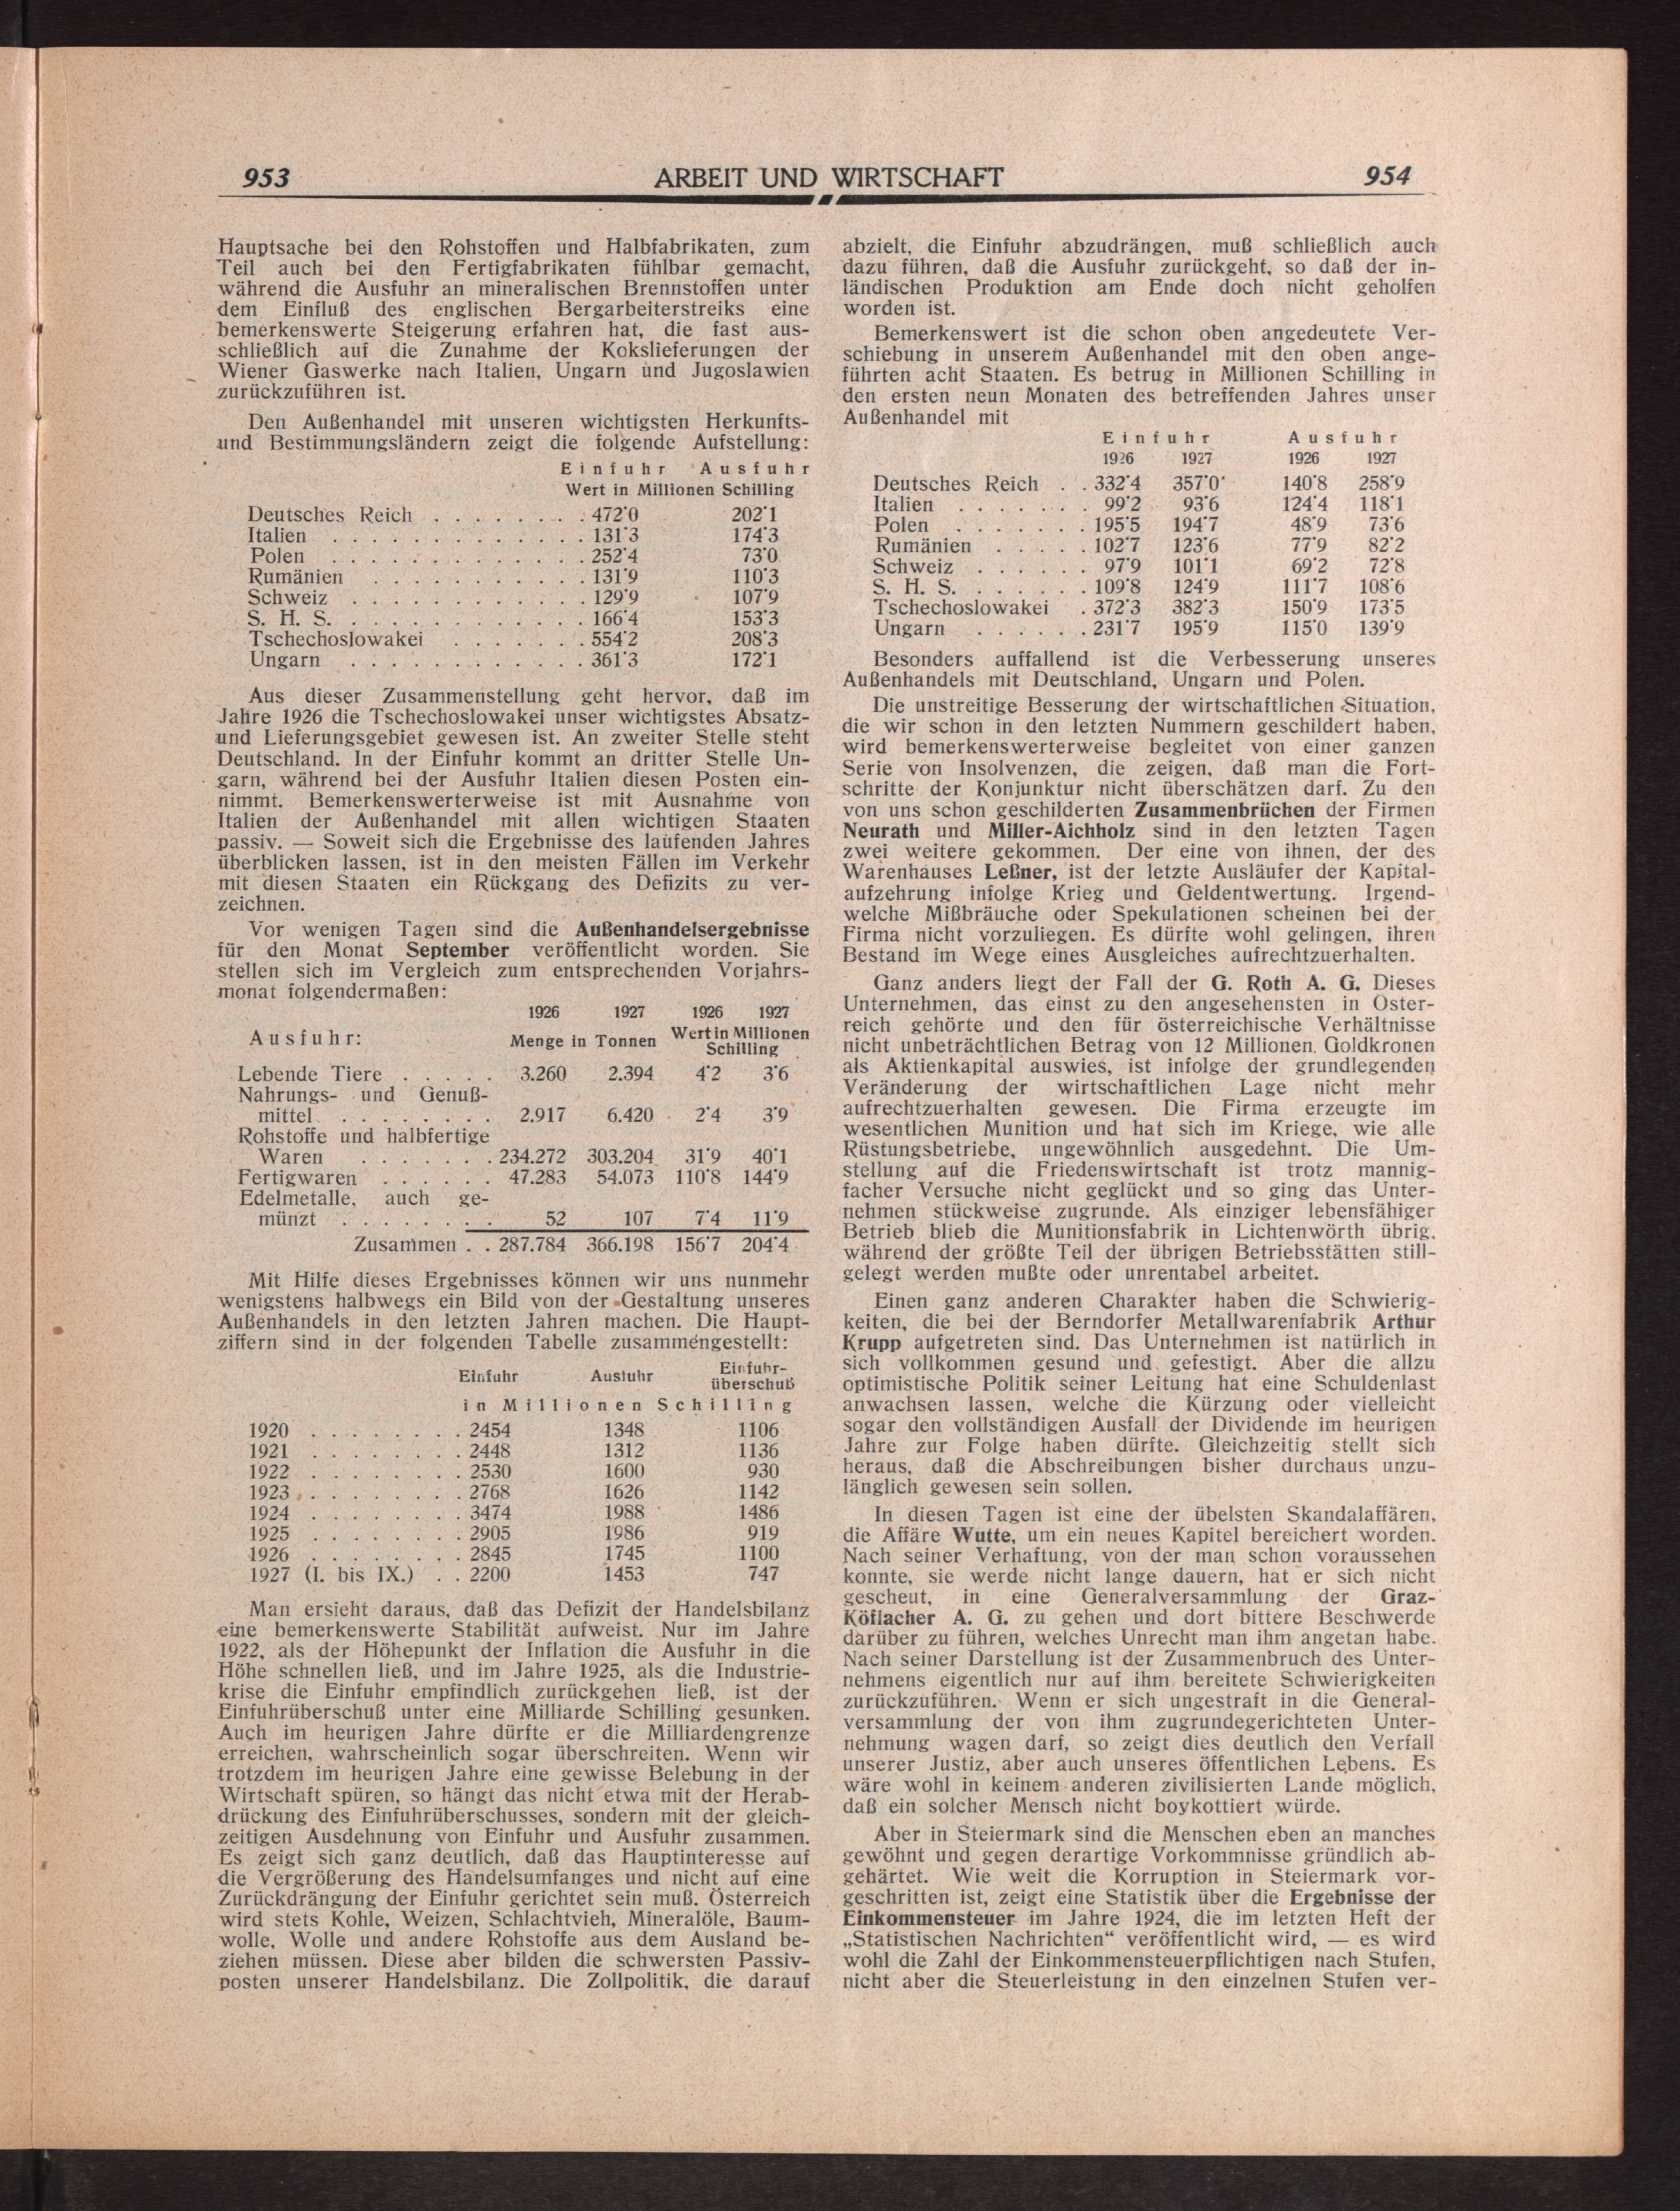 953
ARBEIT UND WIRTSCHAFT
954
Hauptsache bei den Rohstoffen und Halbfabrikaten, zum
Teil auch bei den Fertigfabrikaten fühlbar gemacht,
während die Ausfuhr an mineralischen Brennstoffen unter
dem Einfluß des englischen Bergarbeiterstreiks eine
bemerkenswerte Steigerung erfahren hat, die fast aus-
schließlich auf die Zunahme der Kokslieferungen der
Wiener Gaswerke nach Italien, Ungarn und Jugoslawien
zurückzuführen ist.
Den Außenhandel mit unseren wichtigsten Herkunfts-
und Bestimmungsländern zeigt die folgende Aufstellung:
Einfuhr Ausfuhr
Wert in Millionen Schilling
Deutsches Reich . . . . . . . . 472˙0 202˙1
Italien . . . . . . . . . . . . . 131˙3 174˙3
Polen . . . . . . . . . . . . . 252˙4 73˙0
Rumänien . . . . . . . . . . . 131˙9 110˙3
Schweiz . . . . . . . . . . . . 129˙9 107˙9
S. H. S. . . . . . . . . . . . . 166˙4 153˙3
Tschechoslowakei . . . . . . . 554˙2 208˙3
Ungarn . . . . . . . . . . . . 361˙3 172˙1
Aus dieser Zusammenstellung geht hervor, daß im
Jahre 1926 die Tschechoslowakei unser wichtigstes Absatz-
und Lieferungsgebiet gewesen ist. An zweiter Stelle steht
Deutschland. In der Einfuhr kommt an dritter Stelle Un-
garn, während bei der Ausfuhr Italien diesen Posten ein-
nimmt. Bemerkenswerterweise ist mit Ausnahme von
Italien der Außenhandel mit allen wichtigen Staaten
passiv. — Soweit sich die Ergebnisse des laufenden Jahres
überblicken lassen, ist in den meisten Fällen im Verkehr
mit diesen Staaten ein Rückgang des Defizits zu ver-
zeichnen.
Vor wenigen Tagen sind die Außenhandelsergebnisse
für den Monat September veröffentlicht worden. Sie
stellen sich im Vergleich zum entsprechenden Vorjahrs-
monat folgendermaßen:
1926 1927 1926 1927
Ausfuhr: Menge in Tonnen Wert in Millionen
Schilling
Lebende Tiere . . . . . 3.260 2.394 4˙2 3˙6
Nahrungs- und Genuß-
mittel . . . . . . . . 2.917 6.420 2˙4 3˙9
Rohstoffe und halbfertige
Waren . . . . . . . 234.272 303.204 31˙9 40˙1
Fertigwaren . . . . . . 47.283 54.073 110˙8 144˙9
Edelmetalle, auch ge-
münzt . . . . . . . . 52 107 7˙4 11˙9
Zusammen . . 287.784 366.198 156˙7 204˙4
Mit Hilfe dieses Ergebnisses können wir uns nunmehr
wenigstens halbwegs ein Bild von der Gestaltung unseres
Außenhandels in den letzten Jahren machen. Die Haupt-
ziffern sind in der folgenden Tabelle zusammengestellt:
Einfuhr Ausfuhr Einfuhr-
überschuß
in Millionen Schilling
1920 . . . . . . . . 2454 1348 1106
1921 . . . . . . . . 2448 1312 1136
1922 . . . . . . . . 2530 1600 930
1923 . . . . . . . . 2768 1626 1142
1924 . . . . . . . . 3474 1988 1486
1925 . . . . . . . . 2905 1986 919
1926 . . . . . . . . 2845 1745 1100
1927 (I. bis IX.) . . 2200 1453 747
Man ersieht daraus, daß das Defizit der Handelsbilanz
eine bemerkenswerte Stabilität aufweist. Nur im Jahre
1922, als der Höhepunkt der Inflation die Ausfuhr in die
Höhe schnellen ließ, und im Jahre 1925, als die Industrie-
krise die Einfuhr empfindlich zurückgehen ließ, ist der
Einfuhrüberschuß unter eine Milliarde Schilling gesunken.
Auch im heurigen Jahre dürfte er die Milliardengrenze
erreichen, wahrscheinlich sogar überschreiten. Wenn wir
trotzdem im heurigen Jahre eine gewisse Belebung in der
Wirtschaft spüren, so hängt das nicht etwa mit der Herab-
drückung des Einfuhrüberschusses, sondern mit der gleich-
zeitigen Ausdehnung von Einfuhr und Ausfuhr zusammen.
Es zeigt sich ganz deutlich, daß das Hauptinteresse auf
die Vergrößerung des Handelsumfanges und nicht auf eine
Zurückdrängung der Einfuhr gerichtet sein muß. Österreich
wird stets Kohle, Weizen, Schlachtvieh, Mineralöle, Baum-
wolle, Wolle und andere Rohstoffe aus dem Ausland be-
ziehen müssen. Diese aber bilden die schwersten Passiv-
posten unserer Handelsbilanz. Die Zollpolitik, die darauf
abzielt, die Einfuhr abzudrängen, muß schließlich auch
dazu führen, daß die Ausfuhr zurückgeht, so daß der in-
ländischen Produktion am Ende doch nicht geholfen
worden ist.
Bemerkenswert ist die schon oben angedeutete Ver-
schiebung in unserem Außenhandel mit den oben ange-
führten acht Staaten. Es betrug in Millionen Schilling in
den ersten neun Monaten des betreffenden Jahres unser
Außenhandel mit
Einfuhr Ausfuhr
1926 1927 1926 1927
Deutsches Reich . . 332˙4 357˙0 140˙8 258˙9
Italien . . . . . . . 99˙2 93˙6 124˙4 118˙1
Polen . . . . . . . 195˙5 194˙7 48˙9 73˙6
Rumänien . . . . . 102˙7 123˙6 77˙9 82˙2
Schweiz . . . . . . 97˙9 101˙1 69˙2 72˙8
S. H. S. . . . . . . 109˙8 124˙9 111˙7 108˙6
Tschechoslowakei . 372˙3 382˙3 150˙9 173˙5
Ungarn . . . . . . 231˙7 195˙9 115˙0 139˙9
Besonders auffallend ist die Verbesserung unseres
Außenhandels mit Deutschland, Ungarn und Polen.
Die unstreitige Besserung der wirtschaftlichen Situation,
die wir schon in den letzten Nummern geschildert haben,
wird bemerkenswerterweise begleitet von einer ganzen
Serie von Insolvenzen, die zeigen, daß man die Fort-
schritte der Konjunktur nicht überschätzen darf. Zu den
von uns schon geschilderten Zusammenbrüchen der Firmen
Neurath und Miller-Aichholz sind in den letzten Tagen
zwei weitere gekommen. Der eine von ihnen, der des
Warenhauses Leßner, ist der letzte Ausläufer der Kapital-
aufzehrung infolge Krieg und Geldentwertung. Irgend-
welche Mißbräuche oder Spekulationen scheinen bei der
Firma nicht vorzuliegen. Es dürfte wohl gelingen, ihren
Bestand im Wege eines Ausgleiches aufrechtzuerhalten.
Ganz anders liegt der Fall der G. Roth A. G. Dieses
Unternehmen, das einst zu den angesehensten in Öster-
reich gehörte und den für österreichische Verhältnisse
nicht unbeträchtlichen Betrag von 12 Millionen Goldkronen
als Aktienkapital auswies, ist infolge der grundlegenden
Veränderung der wirtschaftlichen Lage nicht mehr
aufrechtzuerhalten gewesen. Die Firma erzeugte im
wesentlichen Munition und hat sich im Kriege, wie alle
Rüstungsbetriebe, ungewöhnlich ausgedehnt. Die Um-
stellung auf die Friedenswirtschaft ist trotz mannig-
facher Versuche nicht geglückt und so ging das Unter-
nehmen stückweise zugrunde. Als einziger lebensfähiger
Betrieb blieb die Munitionsfabrik in Lichtenwörth übrig,
während der größte Teil der übrigen Betriebsstätten still-
gelegt werden mußte oder unrentabel arbeitet.
Einen ganz anderen Charakter haben die Schwierig-
keiten, die bei der Berndorfer Metallwarenfabrik Arthur
Krupp aufgetreten sind. Das Unternehmen ist natürlich in
sich vollkommen gesund und gefestigt. Aber die allzu
optimistische Politik seiner Leitung hat eine Schuldenlast
anwachsen lassen, welche die Kürzung oder vielleicht
sogar den vollständigen Ausfall der Dividende im heurigen
Jahre zur Folge haben dürfte. Gleichzeitig stellt sich
heraus, daß die Abschreibungen bisher durchaus unzu-
länglich gewesen sein sollen.
In diesen Tagen ist eine der übelsten Skandalaffären,
die Affäre Wutte, um ein neues Kapitel bereichert worden.
Nach seiner Verhaftung, von der man schon voraussehen
konnte, sie werde nicht lange dauern, hat er sich nicht
gescheut, in eine Generalversammlung der Graz-
Köflacher A. G. zu gehen und dort bittere Beschwerde
darüber zu führen, welches Unrecht man ihm angetan habe.
Nach seiner Darstellung ist der Zusammenbruch des Unter-
nehmens eigentlich nur auf ihm bereitete Schwierigkeiten
zurückzuführen. Wenn er sich ungestraft in die General-
versammlung der von ihm zugrundegerichteten Unter-
nehmung wagen darf, so zeigt dies deutlich den Verfall
unserer Justiz, aber auch unseres öffentlichen Lebens. Es
wäre wohl in keinem anderen zivilisierten Lande möglich,
daß ein solcher Mensch nicht boykottiert würde.
Aber in Steiermark sind die Menschen eben an manches
gewöhnt und gegen derartige Vorkommnisse gründlich ab-
gehärtet. Wie weit die Korruption in Steiermark vor-
geschritten ist, zeigt eine Statistik über die Ergebnisse der
Einkommensteuer im Jahre 1924, die im letzten Heft der
„Statistischen Nachrichten“ veröffentlicht wird, — es wird
wohl die Zahl der Einkommensteuerpflichtigen nach Stufen,
nicht aber die Steuerleistung in den einzelnen Stufen ver-